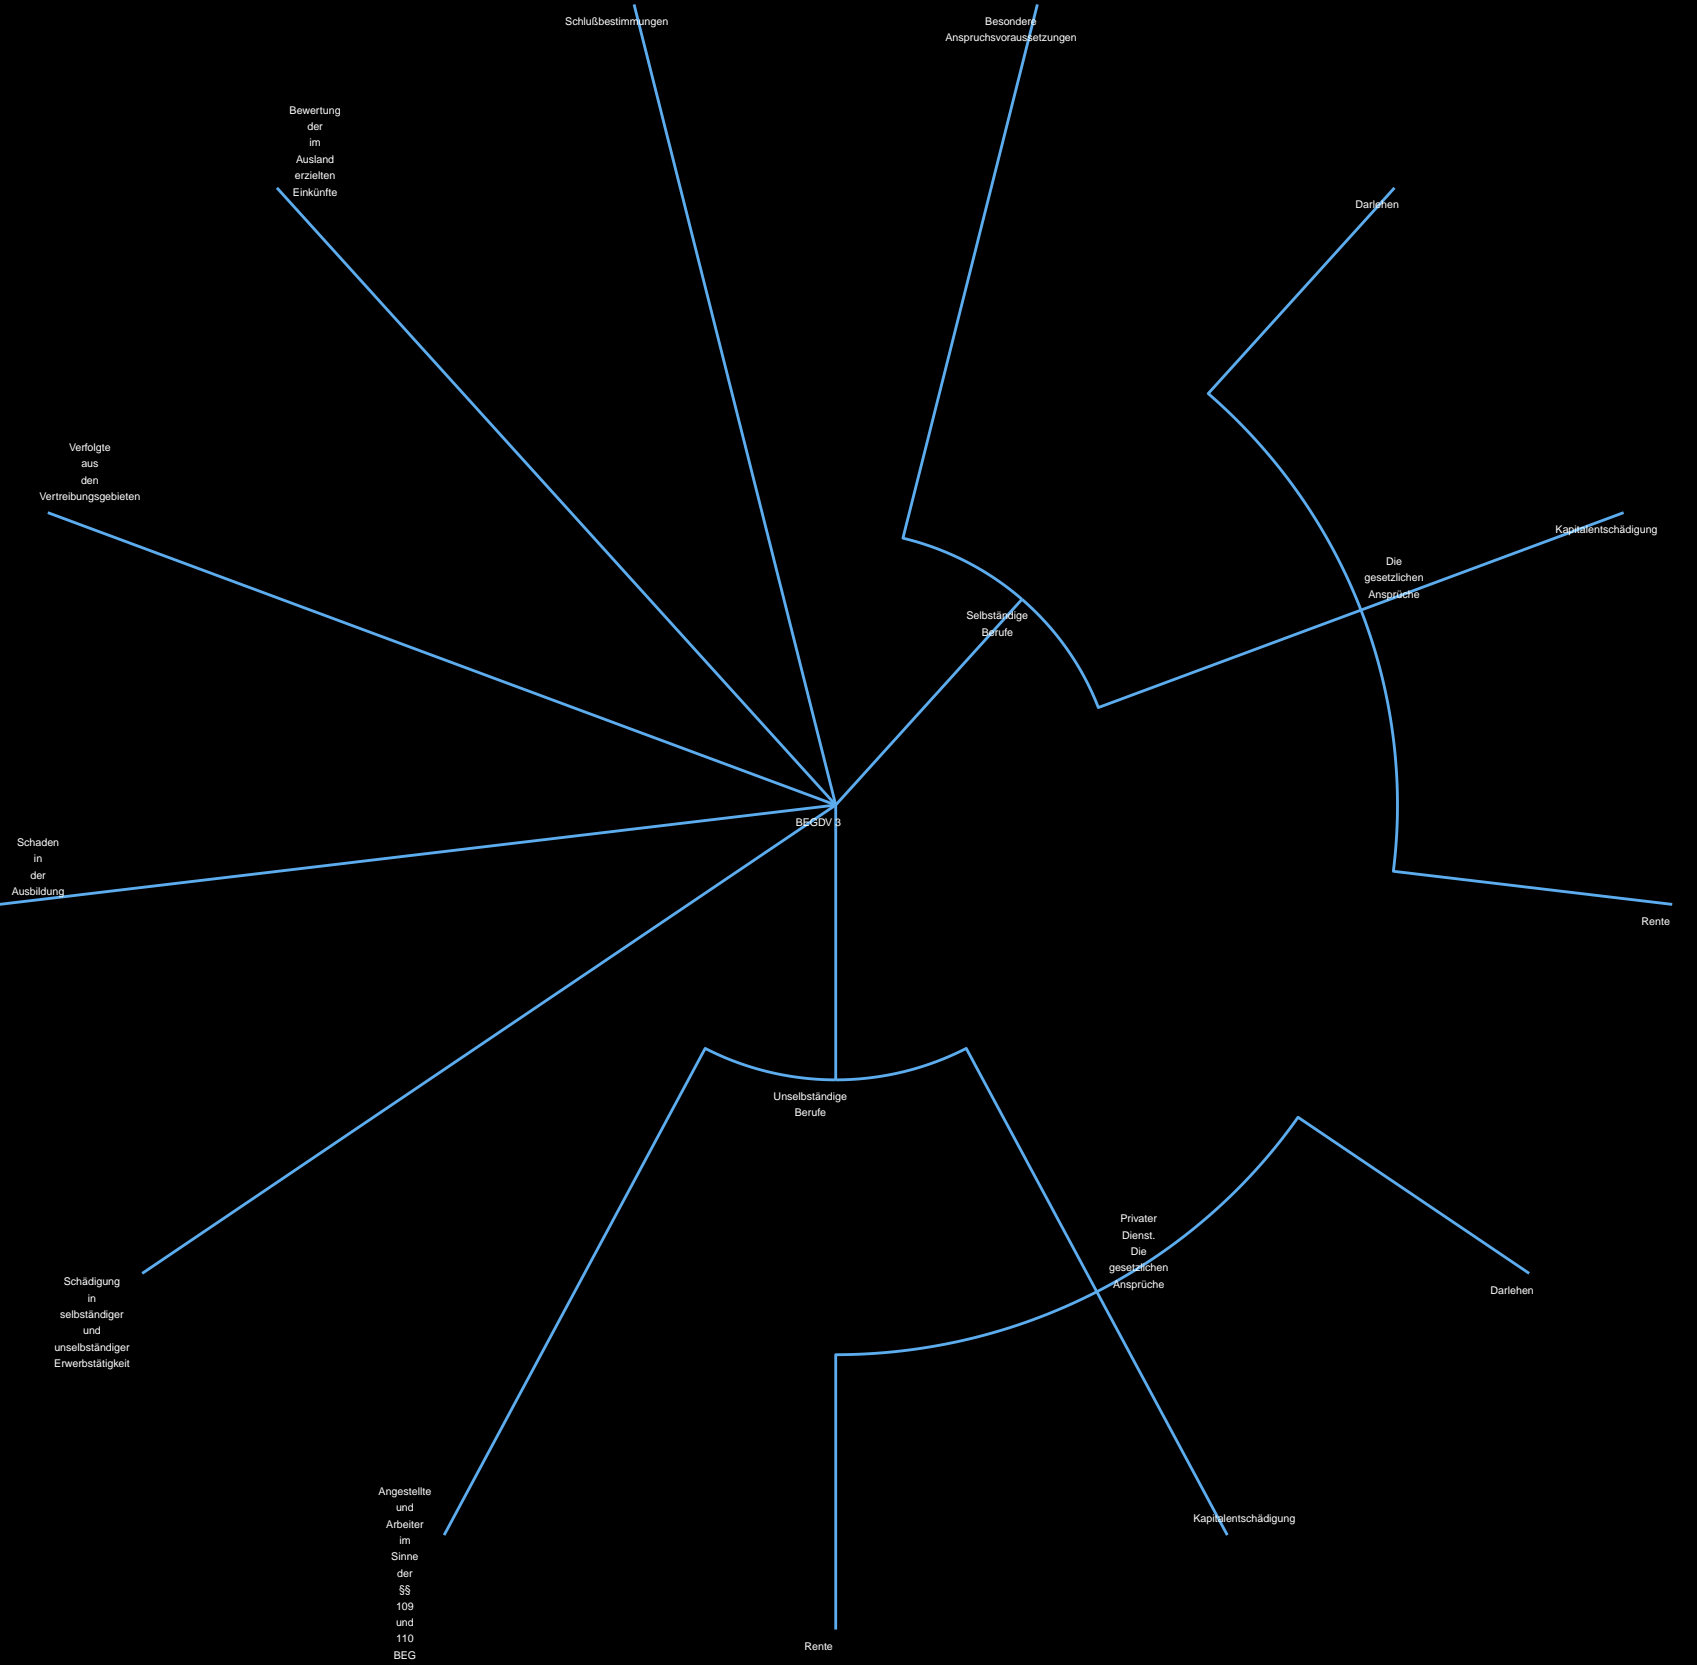 Schlußbestimmungen
Besondere
Anspruchsvoraussetzungen
Bewertung
der
im
Ausland
erzielten
Einkünfte
Darlehen
Verfolgte
aus
den
Vertreibungsgebieten
Kapitalentschädigung
Die
gesetzlichen
Ansprüche
Selbständige
Berufe
BEGDV 3
Schaden
in
der
Ausbildung
Rente
Unselbständige
Berufe
Privater
Dienst.
Die
gesetzlichen
Ansprüche
Schädigung
in
selbständiger
und
unselbständiger
Erwerbstätigkeit
Darlehen
Angestellte
und
Arbeiter
im
Sinne
der
§§
109
und
110
BEG
Kapitalentschädigung
Rente